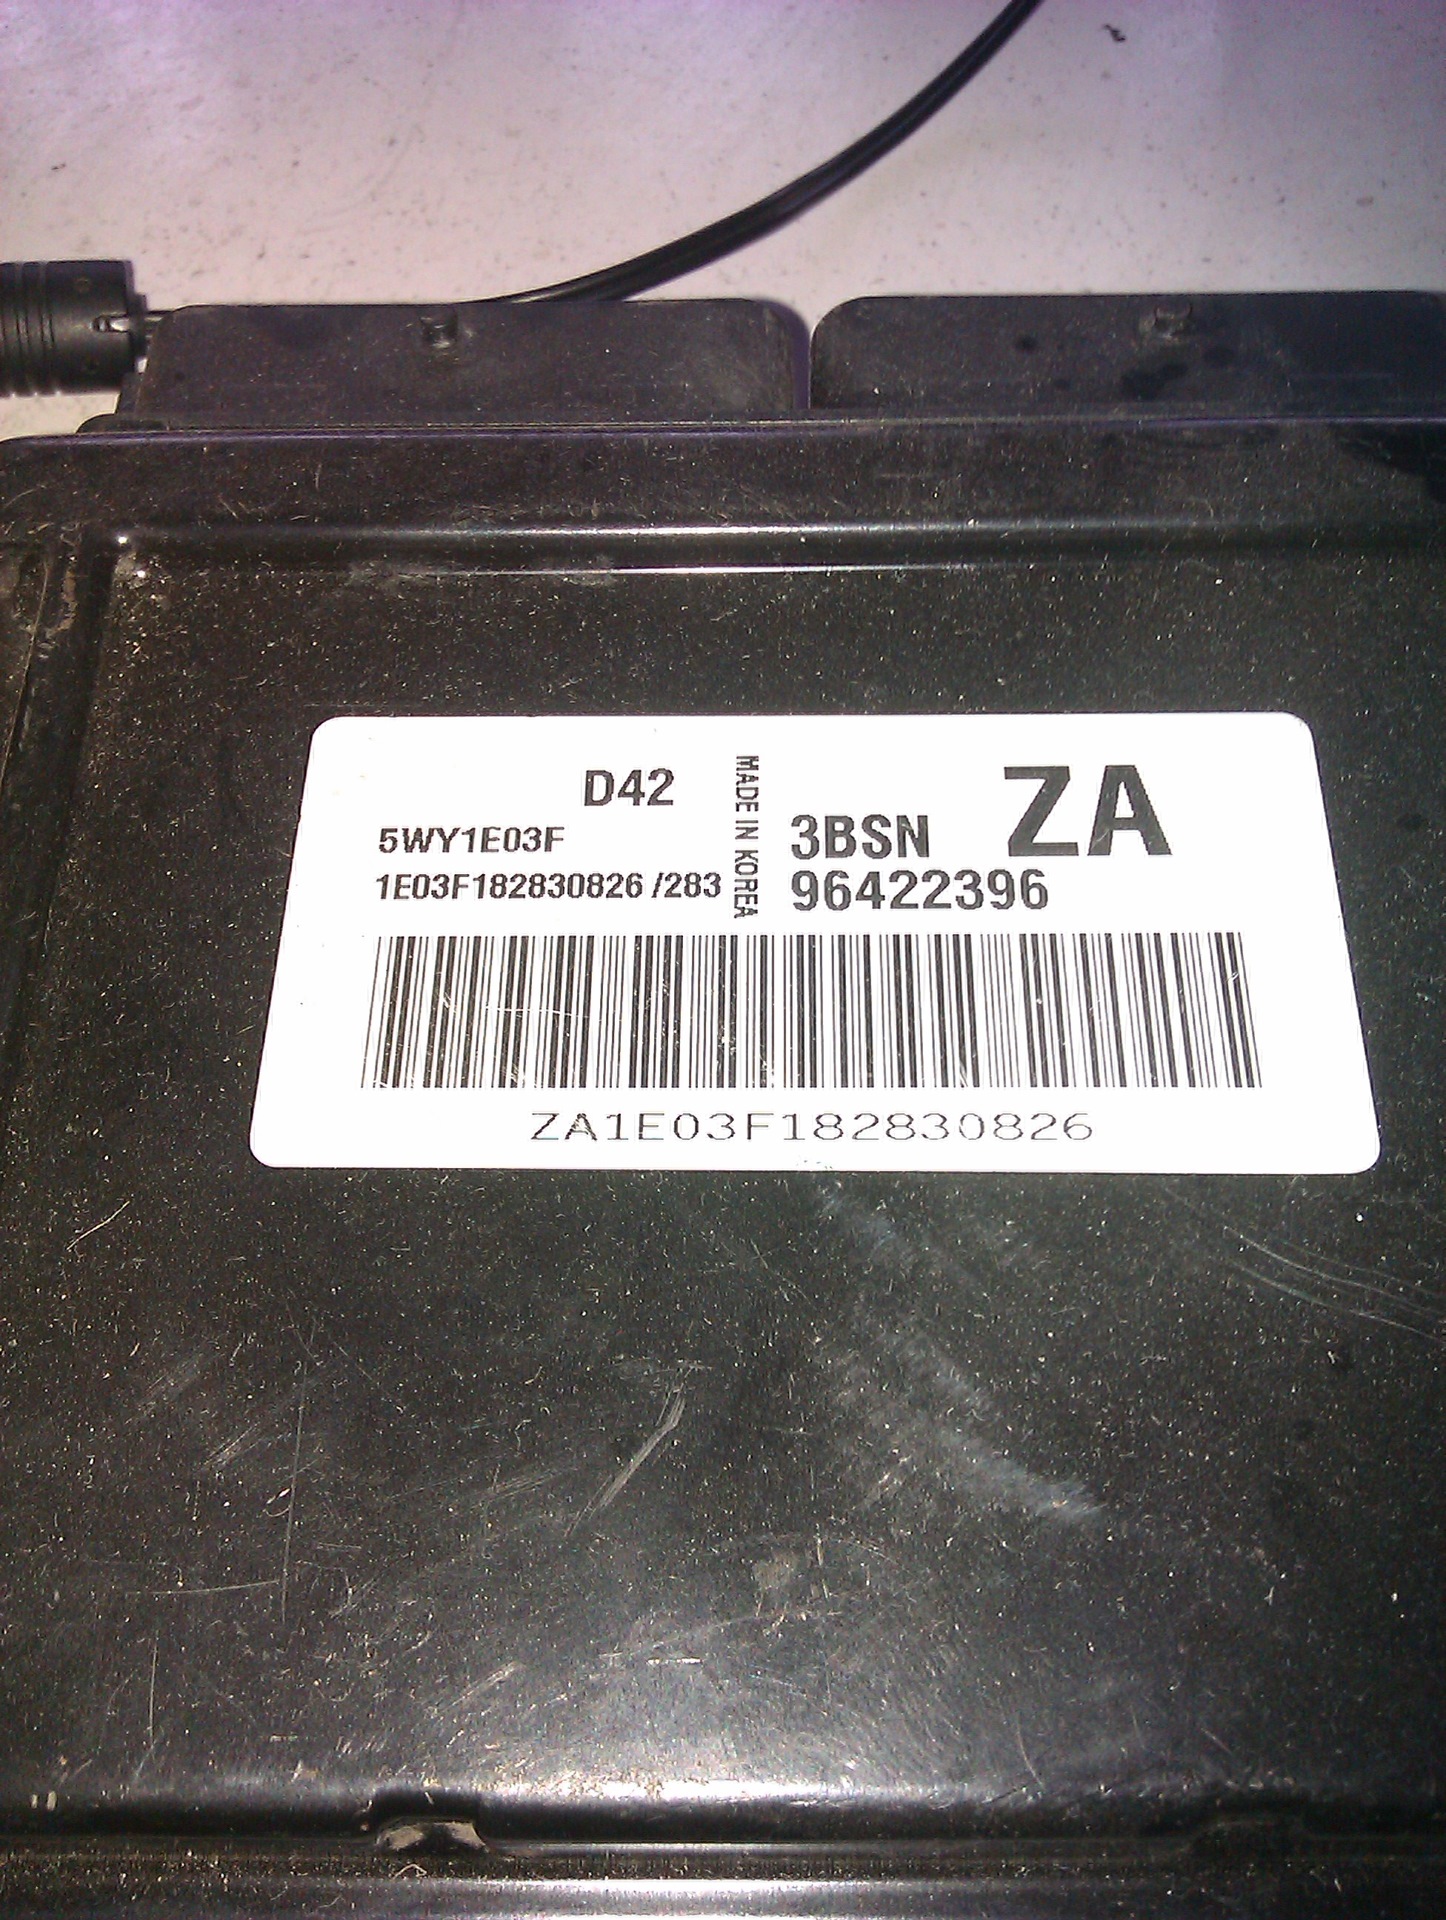 D42
5WY1E03F
1E03F182830826 /283
MADE IN KOREA
3BSN ZA
96422396
ZA1E03F182830826